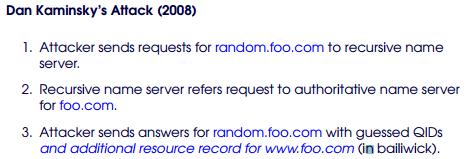 Dan Kaminsky's Attack (2008)
1. Attacker sends requests for random.foo.com to recursive name
server.
2. Recursive name server refers request to authoritative name server
for foo.com.
3. Attacker sends answers for random.foo.com with guessed QIDs
and additional resource record for www.foo.com (in bailiwick).